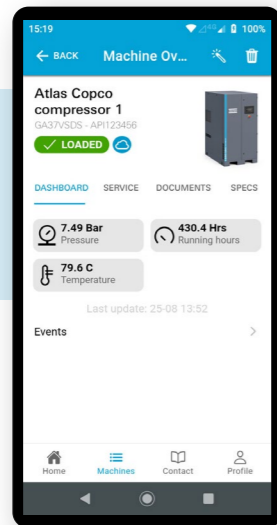 15:19
4G
100%
BACK
Machine Ov...
Atlas Copco
compressor 1
GA37VSDS - API123456
LOADED
DASHBOARD
SERVICE
DOCUMENTS
SPECS
7.49 Bar
Pressure
430.4 Hrs
Running hours
79.6 C
Temperature
Last update: 25-08 13:52
Events
Home
Machines
Contact
Profile